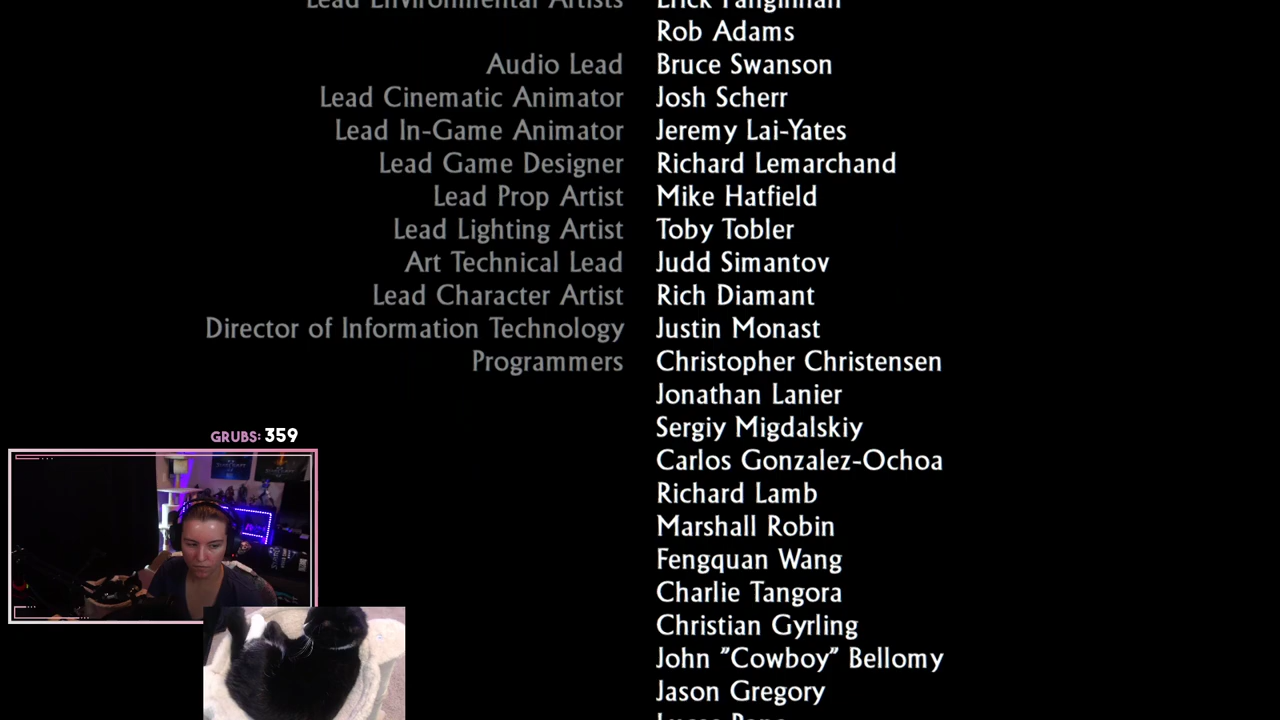 Lead Environmental Artists
Rob Adams
Audio Lead Bruce Swanson
Lead Cinematic Animator Josh Scherr
Lead In-Game Animator Jeremy Lai-Yates
Lead Game Designer Richard Lemarchand
Lead Prop Artist Mike Hatfield
Lead Lighting Artist Toby Tobler
Art Technical Lead Judd Simantov
Lead Character Artist Rich Diamant
Director of Information Technology Justin Monast
Programmers Christopher Christensen
Jonathan Lanier
Sergiy Migdalskiy
Carlos Gonzalez-Ochoa
Richard Lamb
Marshall Robin
Fengquan Wang
Charlie Tangora
Christian Gyrling
John "Cowboy" Bellomy
Jason Gregory
GRUBS: 359